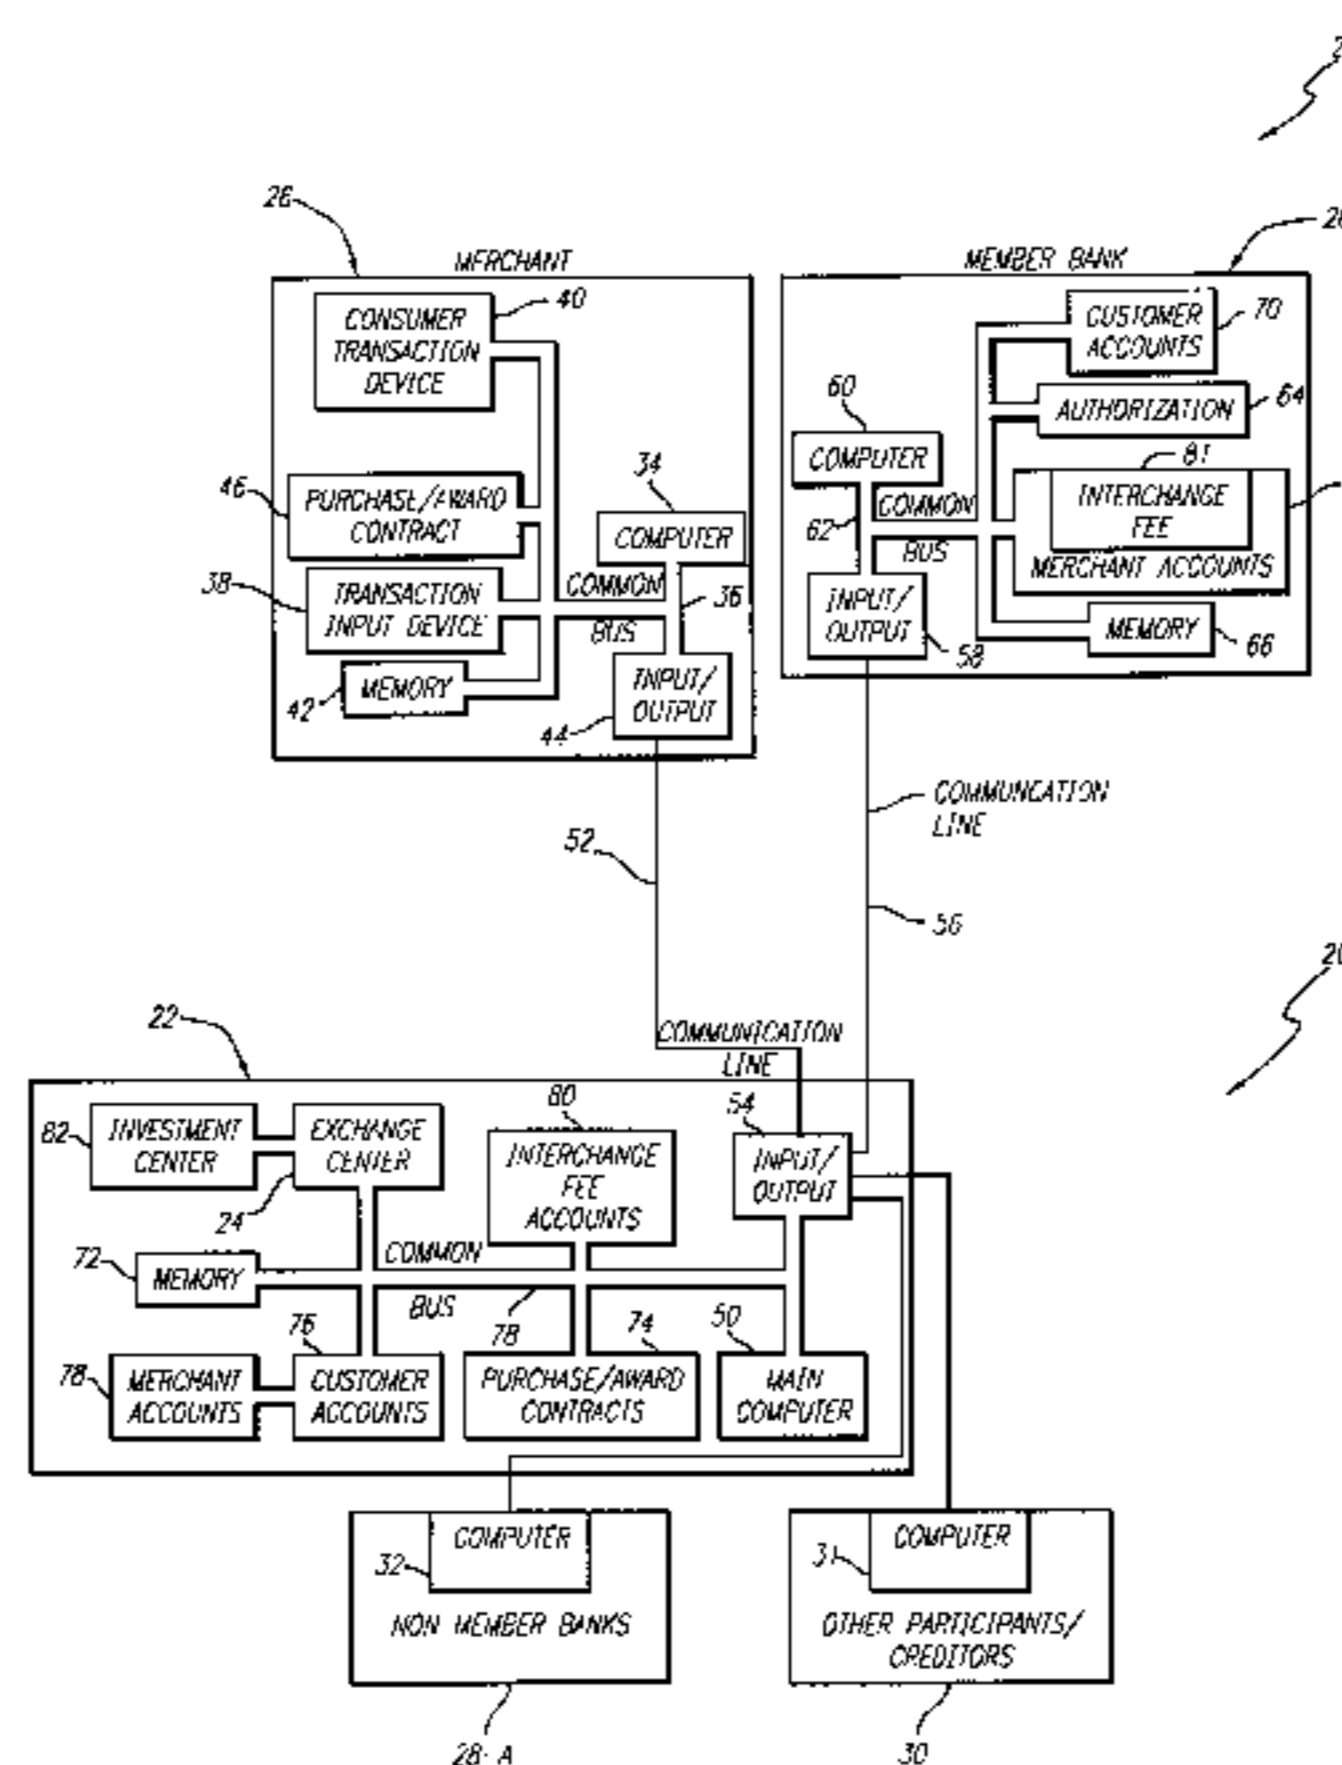 26
MERCHANT
MEMBER BANK
CONSUMER
TRANSACTION
DEVICE
40
CUSTOMER
ACCOUNTS
70
60
AUTHORIZATION
64
COMPUTER
81
46
PURCHASE/AWARD
CONTRACT
34
COMPUTER
62
COMMON
BUS
INTERCHANGE
FEE
MERCHANT ACCOUNTS
38
TRANSACTION
INPUT DEVICE
COMMON
BUS
36
INPUT/
OUTPUT
58
MEMORY
66
42
MEMORY
INPUT/
OUTPUT
44
COMMUNCATION
LINE
52
56
22
COMMUNICATION
LINE
82
INVESTMENT
CENTER
EXCHANGE
CENTER
24
80
INTERCHANGE
FEE
ACCOUNTS
54
INPUT/
OUTPUT
72
MEMORY
COMMON
BUS
76
78
74
50
78
MERCHANT
ACCOUNTS
CUSTOMER
ACCOUNTS
PURCHASE/AWARD
CONTRACTS
MAIN
COMPUTER
COMPUTER
32
NON MEMBER BANKS
COMPUTER
31
OTHER PARTICIPANTS/
CREDITORS
28-A
30